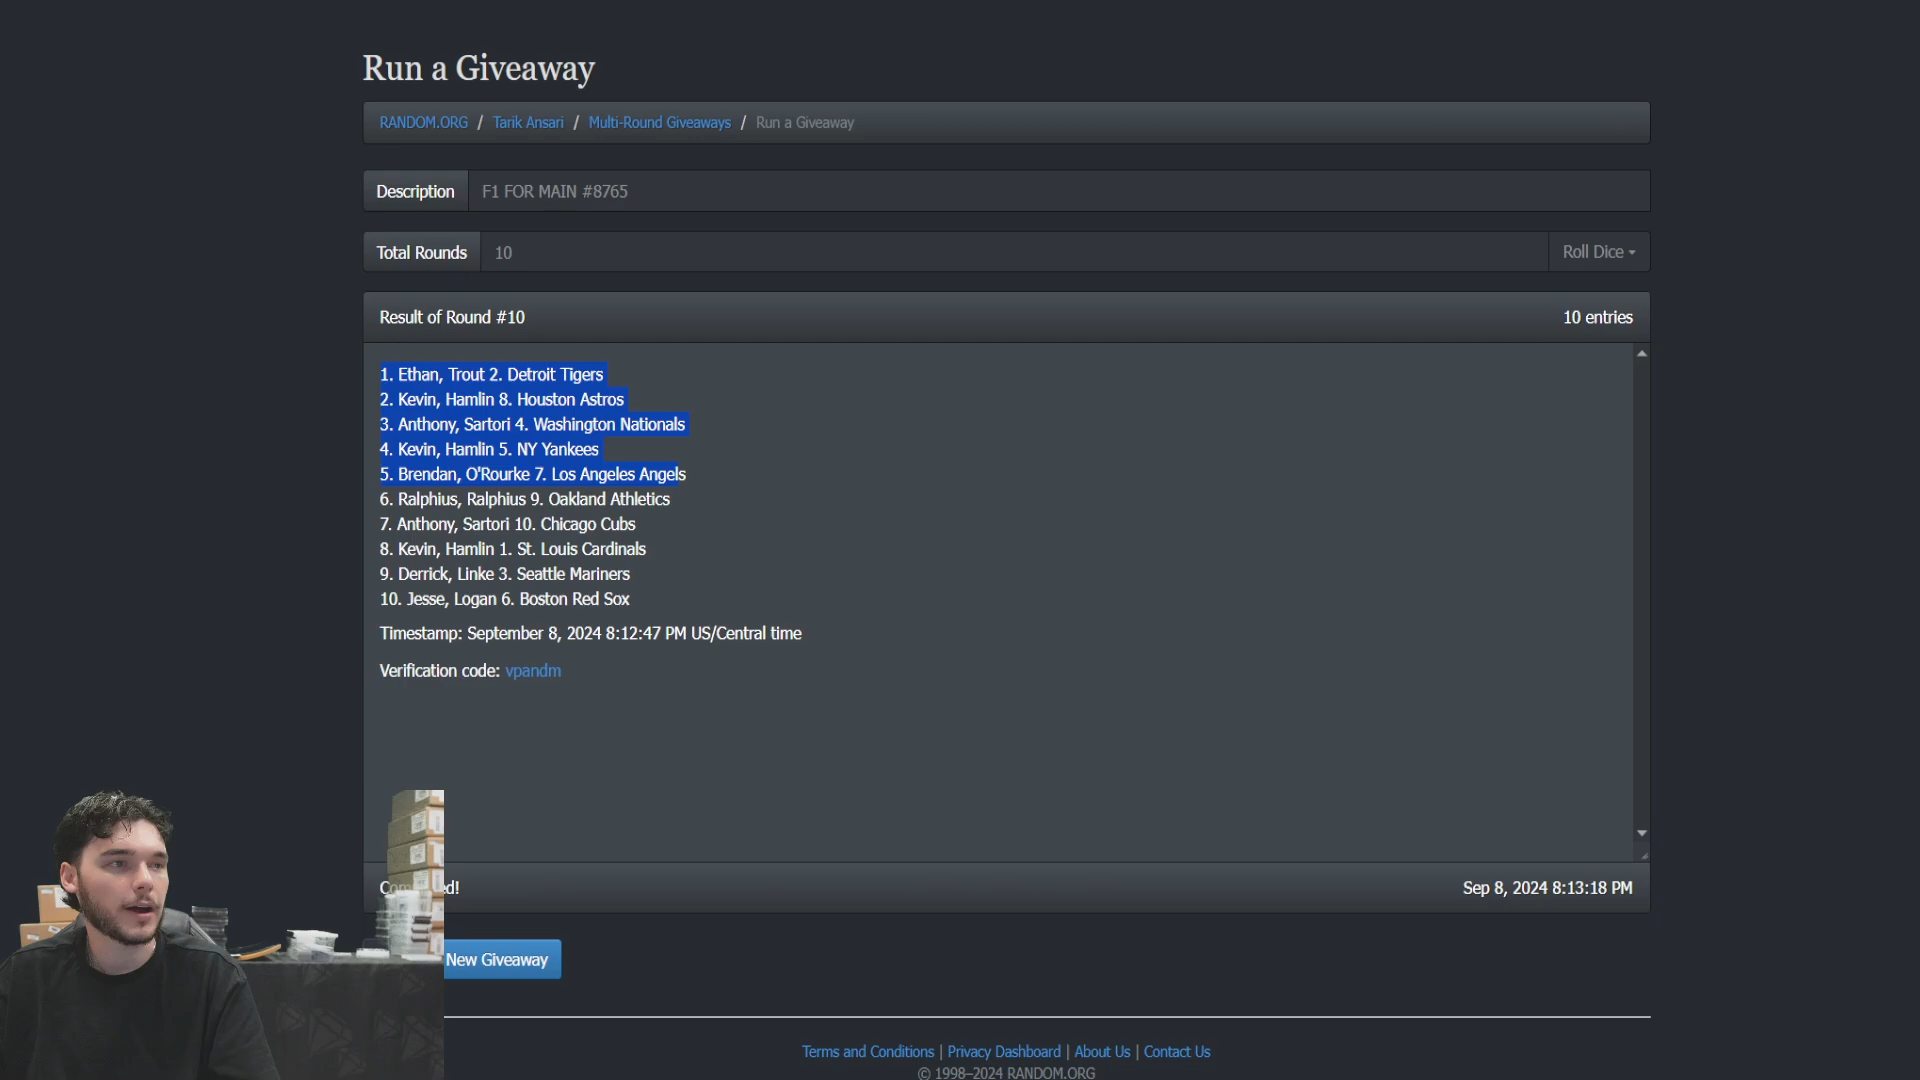 Run a Giveaway
RANDOM.ORG / Tarik Ansari / Multi-Round Giveaways / Run a Giveaway
Description F1 FOR MAIN #8765
Total Rounds 10 Roll Dice
Result of Round #10 10 entries
1. Ethan, Trout 2. Detroit Tigers
2. Kevin, Hamlin 8. Houston Astros
3. Anthony, Sartori 4. Washington Nationals
4. Kevin, Hamlin 5. NY Yankees
5. Brendan, O'Rourke 7. Los Angeles Angels
6. Ralphius, Ralphius 9. Oakland Athletics
7. Anthony, Sartori 10. Chicago Cubs
8. Kevin, Hamlin 1. St. Louis Cardinals
9. Derrick, Linke 3. Seattle Mariners
10. Jesse, Logan 6. Boston Red Sox
Timestamp: September 8, 2024 8:12:47 PM US/Central time
Verification code: vpandm
Sep 8, 2024 8:13:18 PM
New Giveaway
Terms and Conditions | Privacy Dashboard | About Us | Contact Us
© 1998–2024 RANDOM.ORG